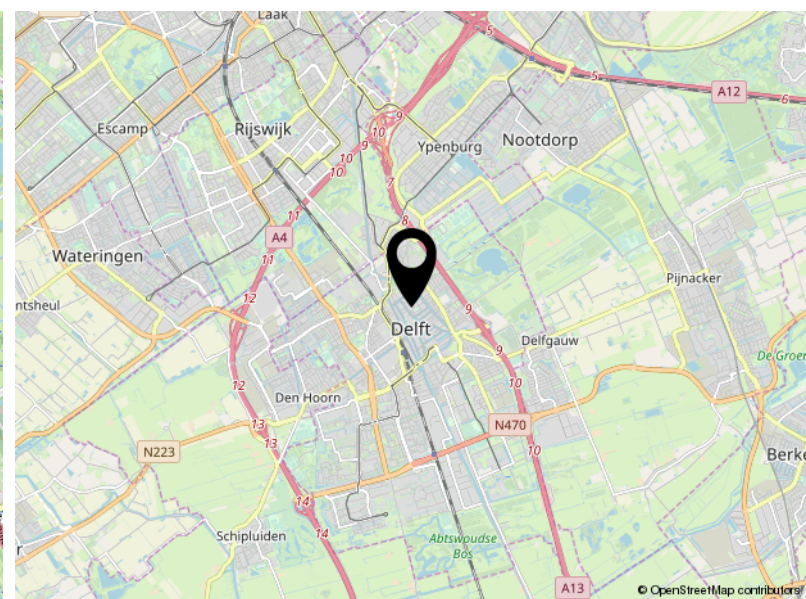 Laak
5
5
A12
6
Escamp
Rijswijk
9
10
9
10
10
Ypenburg
Nootdorp
7
11
8
A4
11
Wateringen
12
Pijnacker
ntsheul
12
Delft
9
9
Delfgauw
De Groe
12
10
Den Hoorn
13
13
N470
N223
10
Berke
14
14
Schipluiden
Abtswoudse
Bos
r
A13
© OpenStreetMap contributors